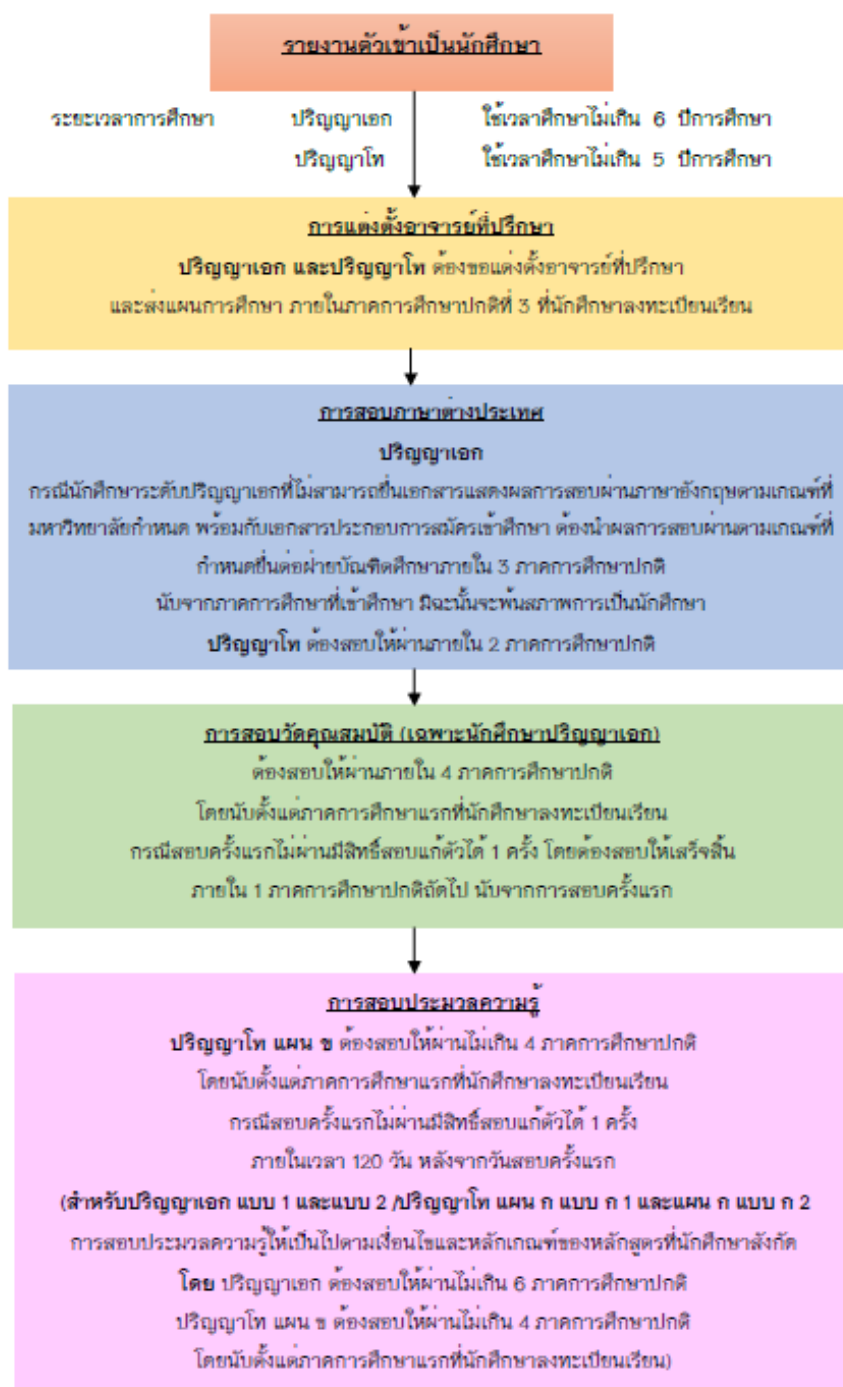 รายงานตัวเข้าเป็นนักศึกษา
ระยะเวลาการศึกษา ปริญญาเอก ใช้เวลาศึกษาไม่เกิน 6 ปีการศึกษา
ปริญญาโท ใช้เวลาศึกษาไม่เกิน 5 ปีการศึกษา
การแต่งตั้งอาจารย์ที่ปรึกษา
ปริญญาเอก และปริญญาโท ต้องขอแต่งตั้งอาจารย์ที่ปรึกษา
และส่งแผนการศึกษา ภายในภาคการศึกษาปกติที่ 3 ที่นักศึกษาลงทะเบียนเรียน
การสอบภาษาต่างประเทศ
ปริญญาเอก
กรณีนักศึกษาระดับปริญญาเอกที่ไม่สามารถยื่นเอกสารแสดงผลการสอบผ่านภาษาอังกฤษตามเกณฑ์ที่
มหาวิทยาลัยกำหนด พร้อมกับเอกสารประกอบการสมัครเข้าศึกษา ต้องนำผลการสอบผ่านตามเกณฑ์ที่
กำหนดยื่นต่อฝ่ายบัณฑิตศึกษาภายใน 3 ภาคการศึกษาปกติ
นับจากภาคการศึกษาที่เข้าศึกษา มิฉะนั้นจะพ้นสภาพการเป็นนักศึกษา
ปริญญาโท ต้องสอบให้ผ่านภายใน 2 ภาคการศึกษาปกติ
การสอบวัดคุณสมบัติ (เฉพาะนักศึกษาปริญญาเอก)
ต้องสอบให้ผ่านภายใน 4 ภาคการศึกษาปกติ
โดยนับตั้งแต่ภาคการศึกษาแรกที่นักศึกษาลงทะเบียนเรียน
กรณีสอบครั้งแรกไม่ผ่านมีสิทธิ์สอบแก้ตัวได้ 1 ครั้ง โดยต้องสอบให้เสร็จสิ้น
ภายใน 1 ภาคการศึกษาปกติถัดไป นับจากการสอบครั้งแรก
การสอบประมวลความรู้
ปริญญาโท แผน ข ต้องสอบให้ผ่านไม่เกิน 4 ภาคการศึกษาปกติ
โดยนับตั้งแต่ภาคการศึกษาแรกที่นักศึกษาลงทะเบียนเรียน
กรณีสอบครั้งแรกไม่ผ่านมีสิทธิ์สอบแก้ตัวได้ 1 ครั้ง
ภายในเวลา 120 วัน หลังจากวันสอบครั้งแรก
(สำหรับปริญญาเอก แบบ 1 และแบบ 2 /ปริญญาโท แผน ก แบบ ก 1 และแผน ก แบบ ก 2
การสอบประมวลความรู้ให้เป็นไปตามเงื่อนไขและหลักเกณฑ์ของหลักสูตรที่นักศึกษาสังกัด
โดย ปริญญาเอก ต้องสอบให้ผ่านไม่เกิน 6 ภาคการศึกษาปกติ
ปริญญาโท แผน ข ต้องสอบให้ผ่านไม่เกิน 4 ภาคการศึกษาปกติ
โดยนับตั้งแต่ภาคการศึกษาแรกที่นักศึกษาลงทะเบียนเรียน)